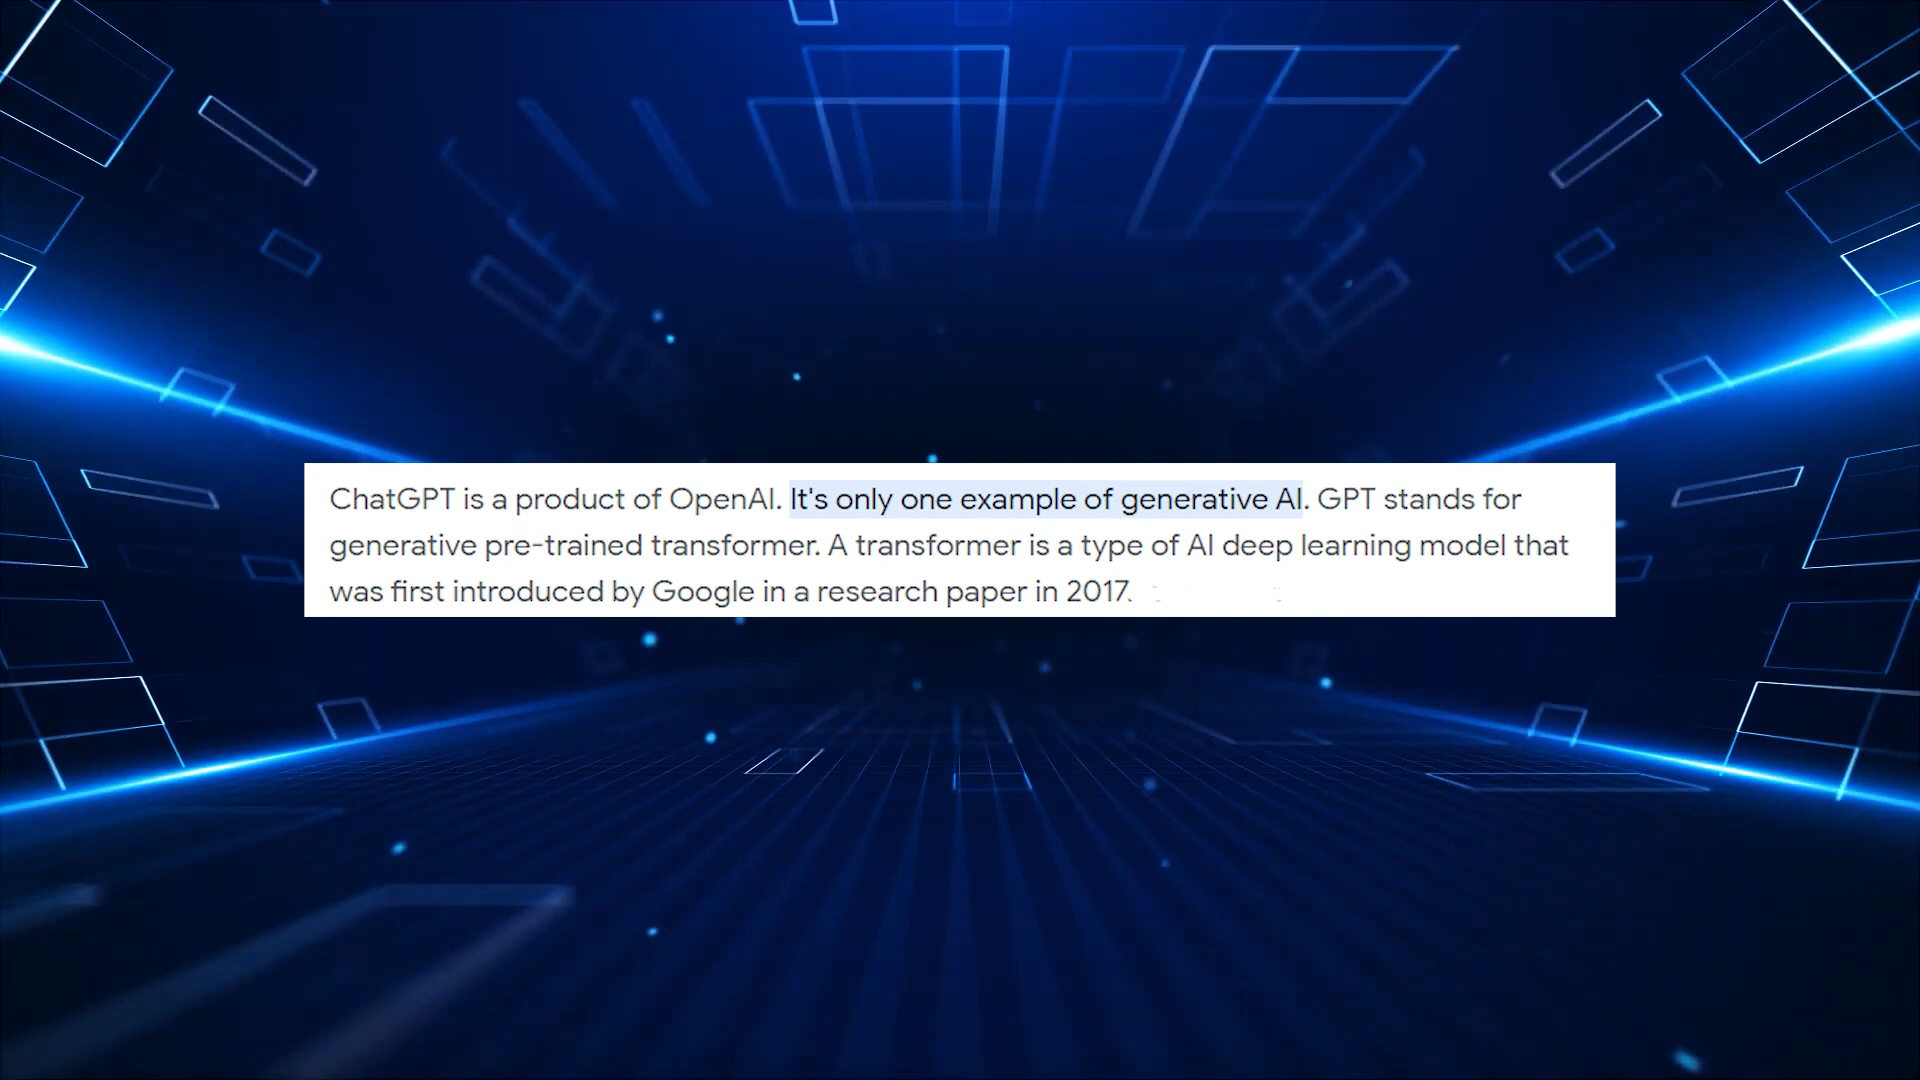 ChatGPT is a product of OpenAI. It's only one example of generative AI. GPT stands for
generative pre-trained transformer. A transformer is a type of AI deep learning model that
was first introduced by Google in a research paper in 2017.